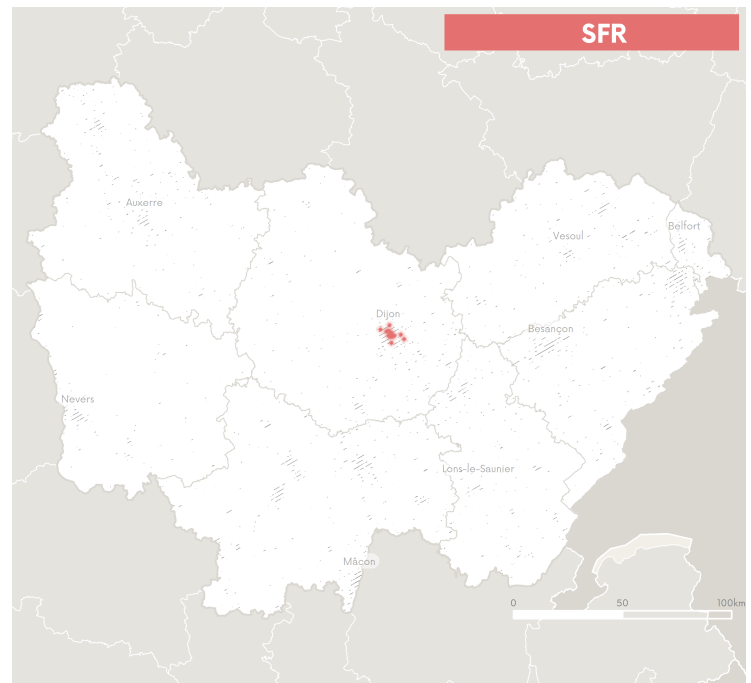 SFR
Auxerre
Belfort
Vesoul
Dijon
Besançon
Nevers
Lons-le-Saunier
Mâcon
0 50 100km